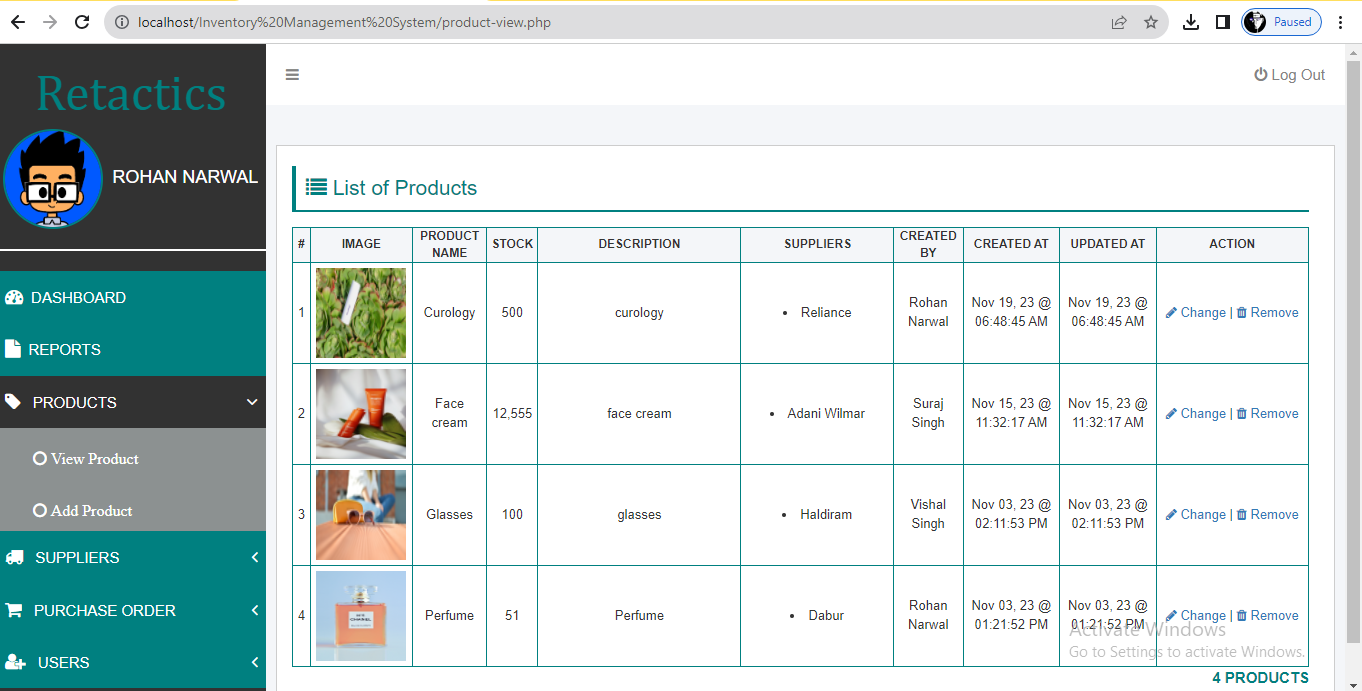 localhost/Inventory%20Management%20System/product-view.php
Paused
Retactics
Log Out
ROHAN NARWAL
List of Products
# IMAGE PRODUCT NAME STOCK DESCRIPTION SUPPLIERS CREATED BY CREATED AT UPDATED AT ACTION
DASHBOARD
REPORTS
PRODUCTS
View Product
Add Product
SUPPLIERS
PURCHASE ORDER
USERS
1 Curology 500 curology • Reliance Rohan Narwal Nov 19, 23 @ 06:48:45 AM Nov 19, 23 @ 06:48:45 AM Change | Remove
2 Face cream 12,555 face cream • Adani Wilmar Suraj Singh Nov 15, 23 @ 11:32:17 AM Nov 15, 23 @ 11:32:17 AM Change | Remove
3 Glasses 100 glasses • Haldiram Vishal Singh Nov 03, 23 @ 02:11:53 PM Nov 03, 23 @ 02:11:53 PM Change | Remove
4 Perfume 51 Perfume • Dabur Rohan Narwal Nov 03, 23 @ 01:21:52 PM Nov 03, 23 @ 01:21:52 PM Change | Remove
Activate Windows
Go to Settings to activate Windows.
4 PRODUCTS